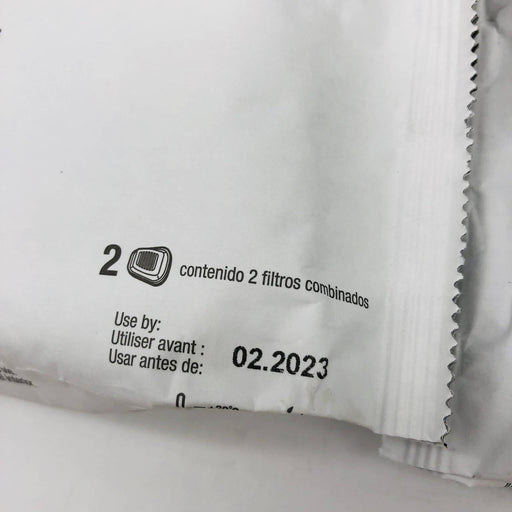 2 contenido 2 filtros combinados
Use by:
Utiliser avant :
Usar antes de: 02.2023